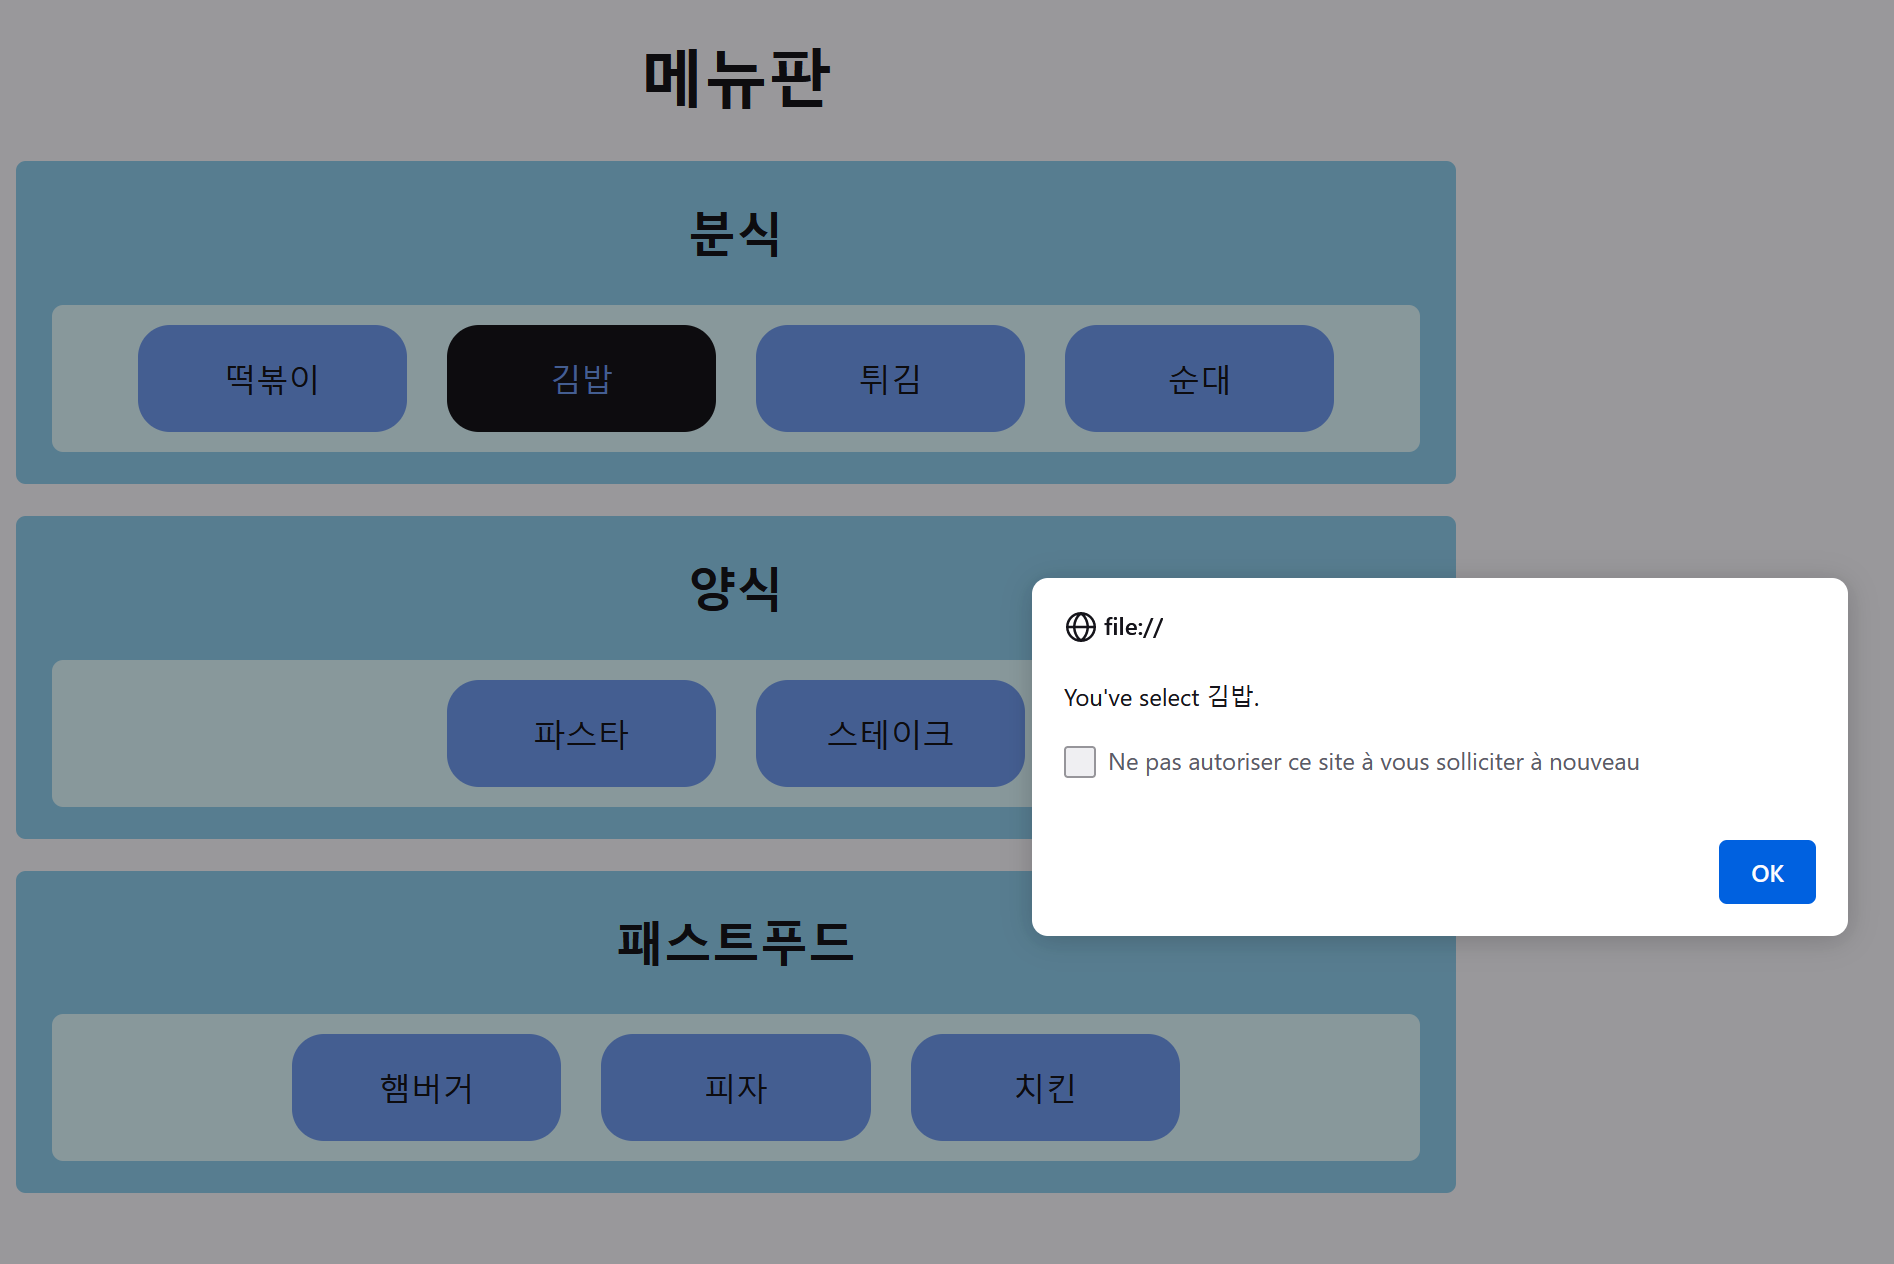 메뉴판
분식
떡볶이 김밥 튀김 순대
양식
파스타 스테이크
패스트푸드
햄버거 피자 치킨
file://
You've select 김밥.
Ne pas autoriser ce site à vous solliciter à nouveau
OK